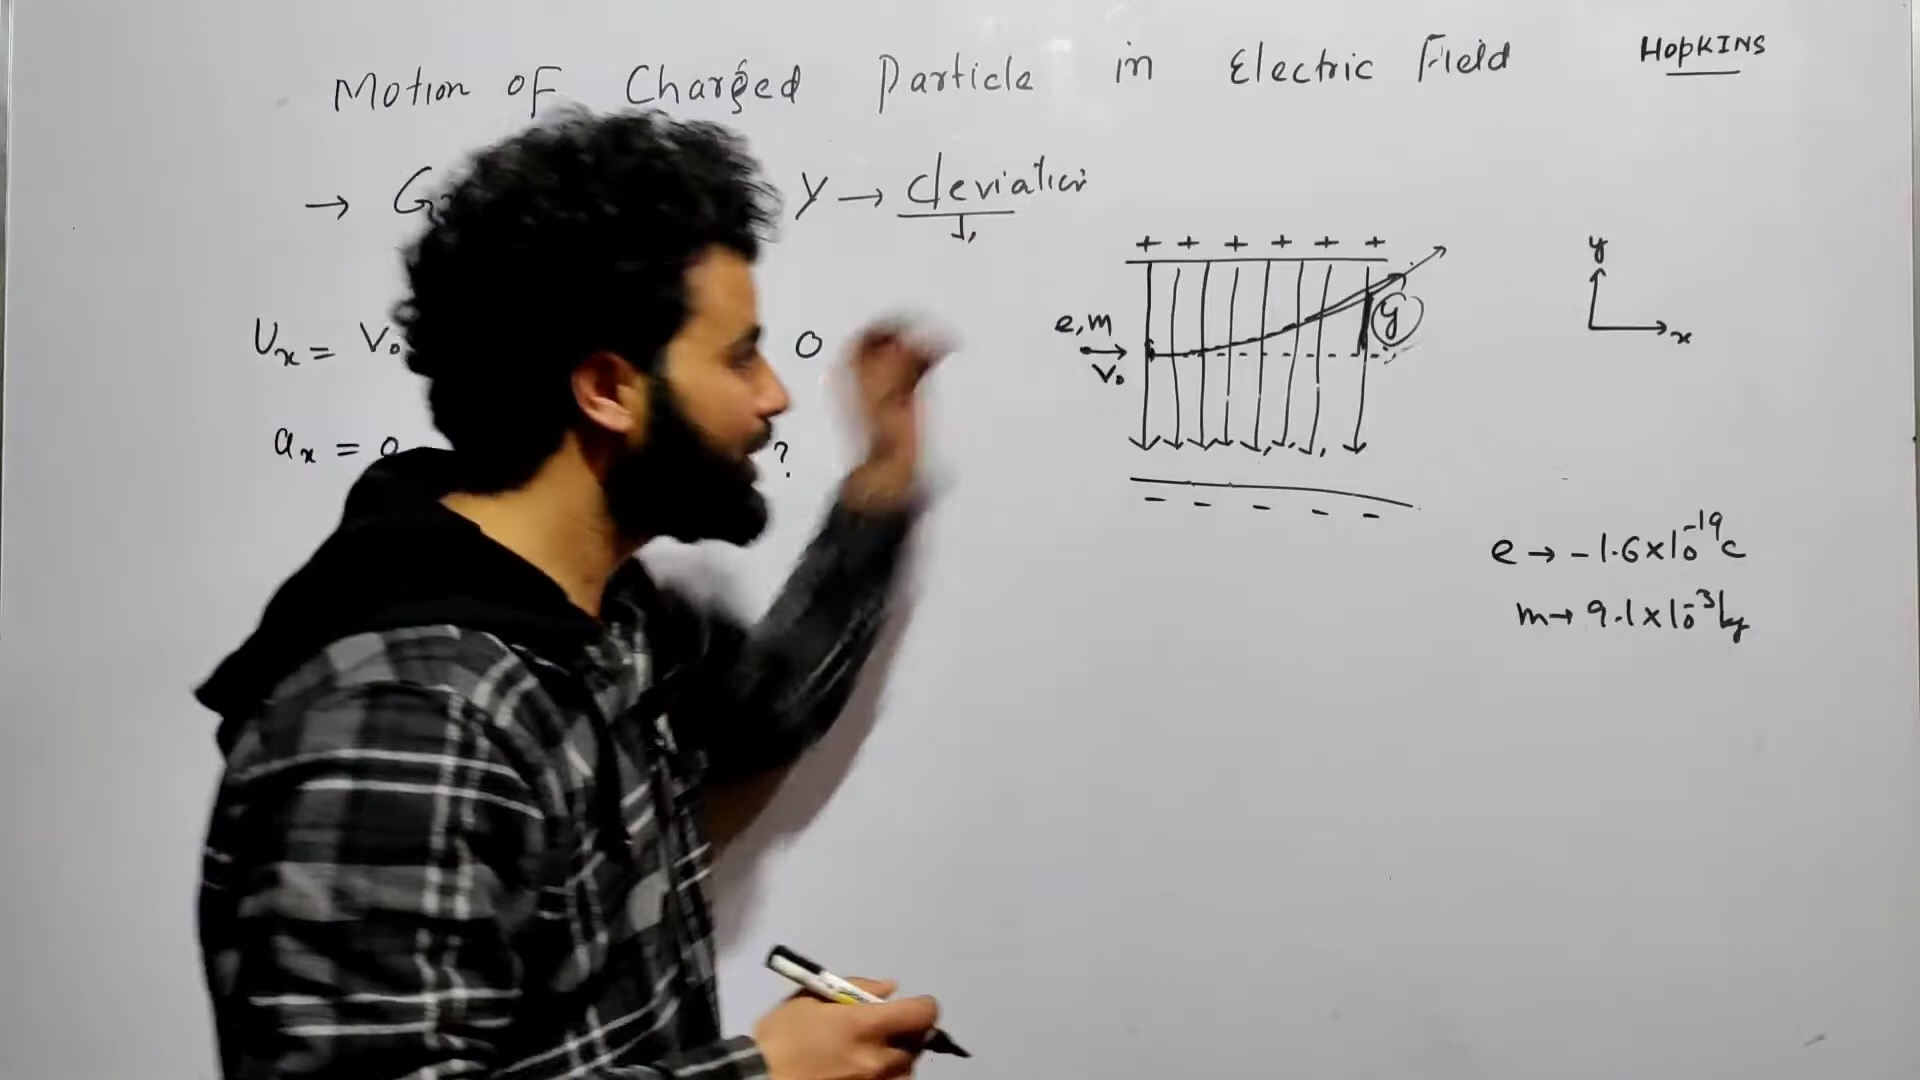 Motion of Charged Particle in Electric Field
HOPKINS
→ Y → deviation
+ + + + + +
y
x
e,m
V₀
y
Uₓ = V₀
0
aₓ = 0
?
- - - - -
e → -1.6×10⁻¹⁹C
m → 9.1×10⁻³¹kg